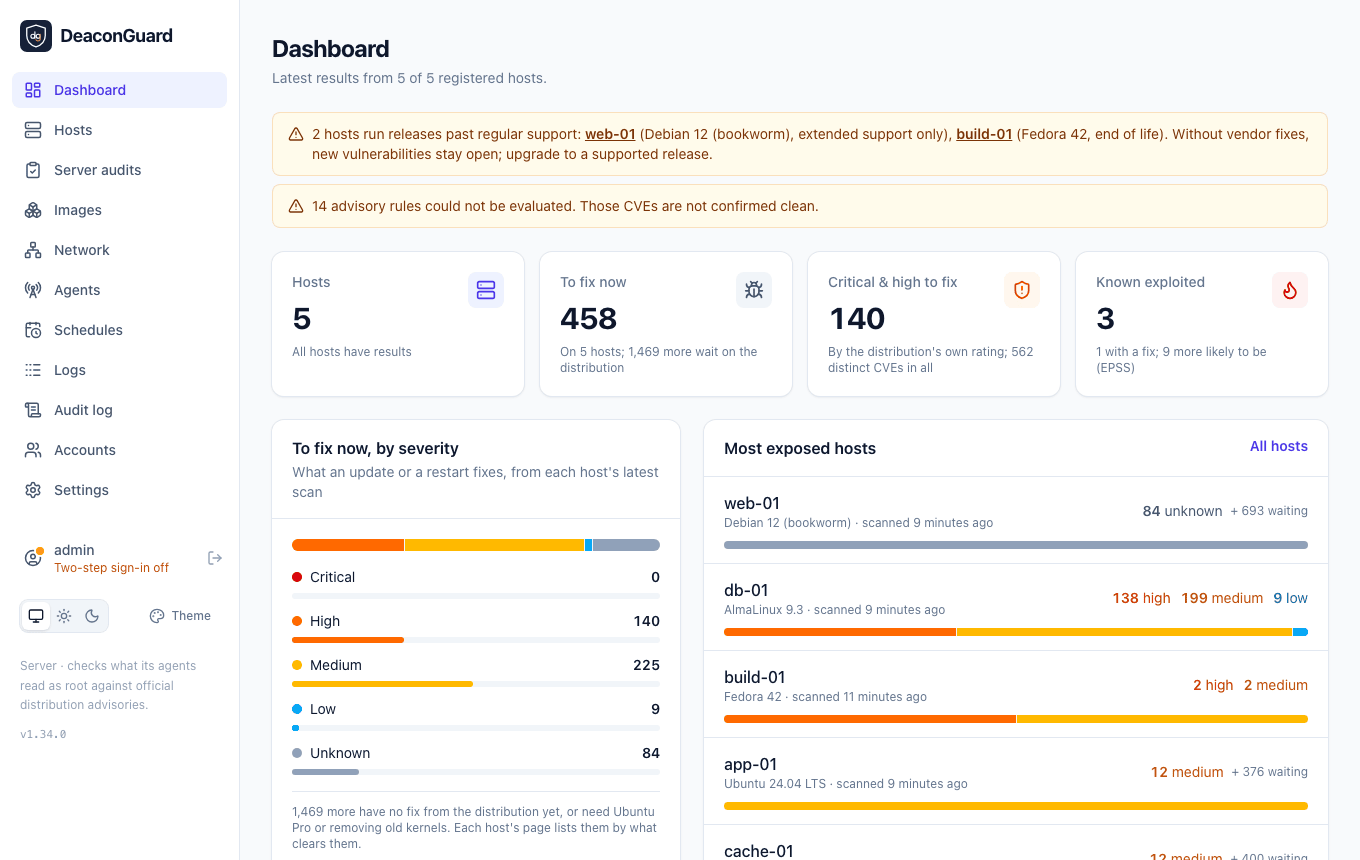 dg DeaconGuard
Dashboard
Hosts
Server audits
Images
Network
Agents
Schedules
Logs
Audit log
Accounts
Settings
admin
Two-step sign-in off
Theme
Server · checks what its agents
read as root against official
distribution advisories.
v1.34.0
Dashboard
Latest results from 5 of 5 registered hosts.
2 hosts run releases past regular support: web-01 (Debian 12 (bookworm), extended support only), build-01 (Fedora 42, end of life). Without vendor fixes,
new vulnerabilities stay open; upgrade to a supported release.
14 advisory rules could not be evaluated. Those CVEs are not confirmed clean.
Hosts
5
All hosts have results
To fix now
458
On 5 hosts; 1,469 more wait on the
distribution
Critical & high to fix
140
By the distribution's own rating; 562
distinct CVEs in all
Known exploited
3
1 with a fix; 9 more likely to be
(EPSS)
To fix now, by severity
What an update or a restart fixes, from each host's latest
scan
Critical 0
High 140
Medium 225
Low 9
Unknown 84
1,469 more have no fix from the distribution yet, or need Ubuntu
Pro or removing old kernels. Each host's page lists them by what
clears them.
Most exposed hosts All hosts
web-01
Debian 12 (bookworm) · scanned 9 minutes ago
84 unknown + 693 waiting
db-01
AlmaLinux 9.3 · scanned 9 minutes ago
138 high 199 medium 9 low
build-01
Fedora 42 · scanned 11 minutes ago
2 high 2 medium
app-01
Ubuntu 24.04 LTS · scanned 9 minutes ago
12 medium + 376 waiting
cache-01
12 medium + 400 waiting